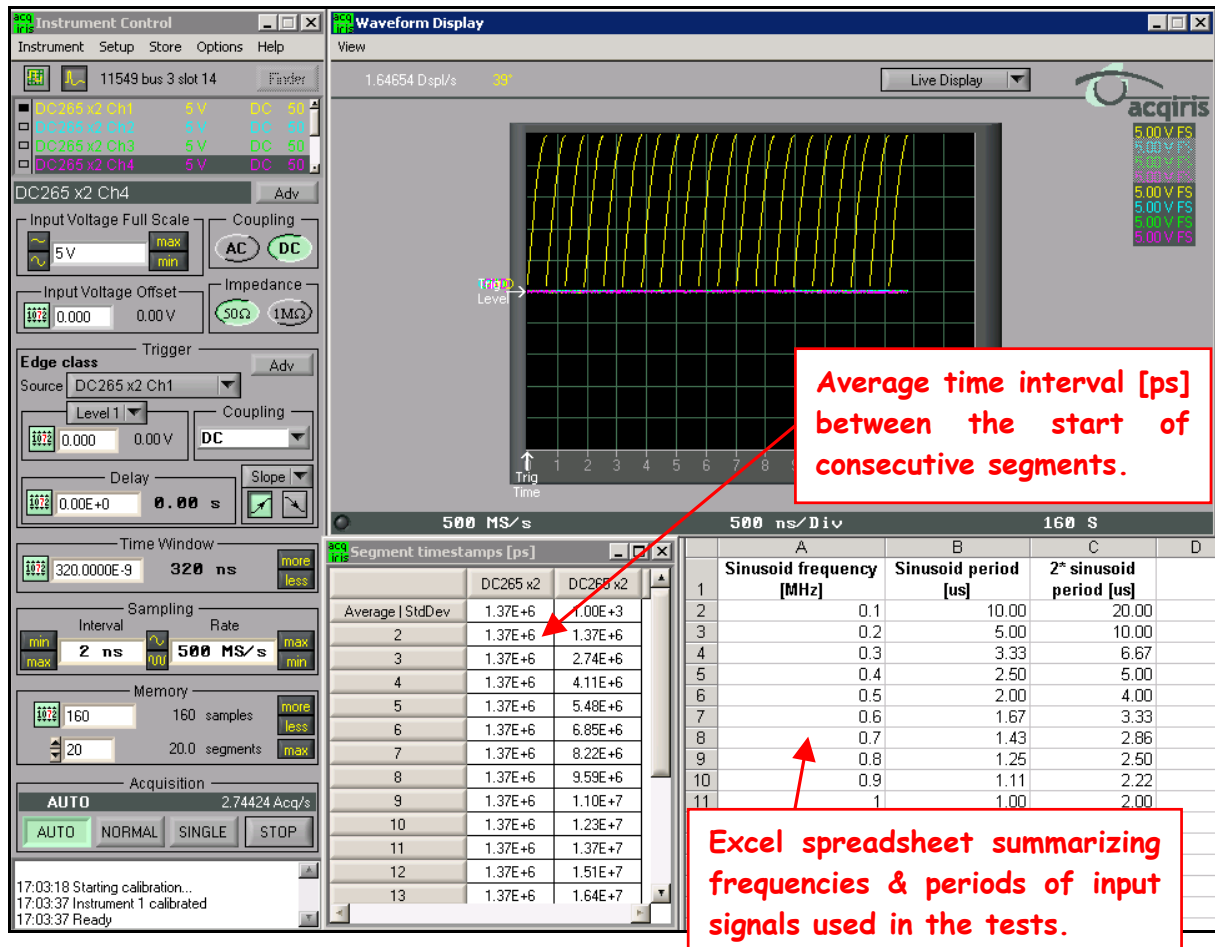 acqiris Instrument Control
Instrument Setup Store Options Help
11549 bus 3 slot 14 Finder
DC265 x2 Ch1 5 V DC 50
DC265 x2 Ch2 5 V DC 50
DC265 x2 Ch3 5 V DC 50
DC265 x2 Ch4 5 V DC 50
DC265 x2 Ch4 Adv
Input Voltage Full Scale
5 V
max
min
Coupling
AC DC
Input Voltage Offset
0.000 0.00 V
Impedance
50Ω 1MΩ
Trigger
Edge class Adv
Source DC265 x2 Ch1
Level 1
0.000 0.00 V
Coupling
DC
Delay
0.00E+0 0.00 s
Slope
Time Window
320.0000E-9 320 ns
more
less
Sampling
Interval Rate
min
max
2 ns 500 MS/s
max
min
Memory
160 160 samples
more
less
20 20.0 segments max
Acquisition
AUTO 2.74424 Acq/s
AUTO NORMAL SINGLE STOP
17:03:18 Starting calibration...
17:03:37 Instrument 1 calibrated
17:03:37 Ready
acqiris Waveform Display
View
1.64654 Dspl/s 39° Live Display
acqiris
5.00 V FS
5.00 V FS
5.00 V FS
5.00 V FS
5.00 V FS
5.00 V FS
5.00 V FS
5.00 V FS
Level
Trig
Time
1 2 3 4 5 6 7 8
500 MS/s 500 ns/Div 160 S
Average time interval [ps]
between the start of
consecutive segments.
acqiris Segment timestamps [ps]
DC265 x2 DC265 x2
Average | StdDev 1.37E+6 1.00E+3
2 1.37E+6 1.37E+6
3 1.37E+6 2.74E+6
4 1.37E+6 4.11E+6
5 1.37E+6 5.48E+6
6 1.37E+6 6.85E+6
7 1.37E+6 8.22E+6
8 1.37E+6 9.59E+6
9 1.37E+6 1.10E+7
10 1.37E+6 1.23E+7
11 1.37E+6 1.37E+7
12 1.37E+6 1.51E+7
13 1.37E+6 1.64E+7
A B C D
1 Sinusoid frequency [MHz] Sinusoid period [us] 2* sinusoid period [us]
2 0.1 10.00 20.00
3 0.2 5.00 10.00
4 0.3 3.33 6.67
5 0.4 2.50 5.00
6 0.5 2.00 4.00
7 0.6 1.67 3.33
8 0.7 1.43 2.86
9 0.8 1.25 2.50
10 0.9 1.11 2.22
11 1 1.00 2.00
Excel spreadsheet summarizing
frequencies & periods of input
signals used in the tests.